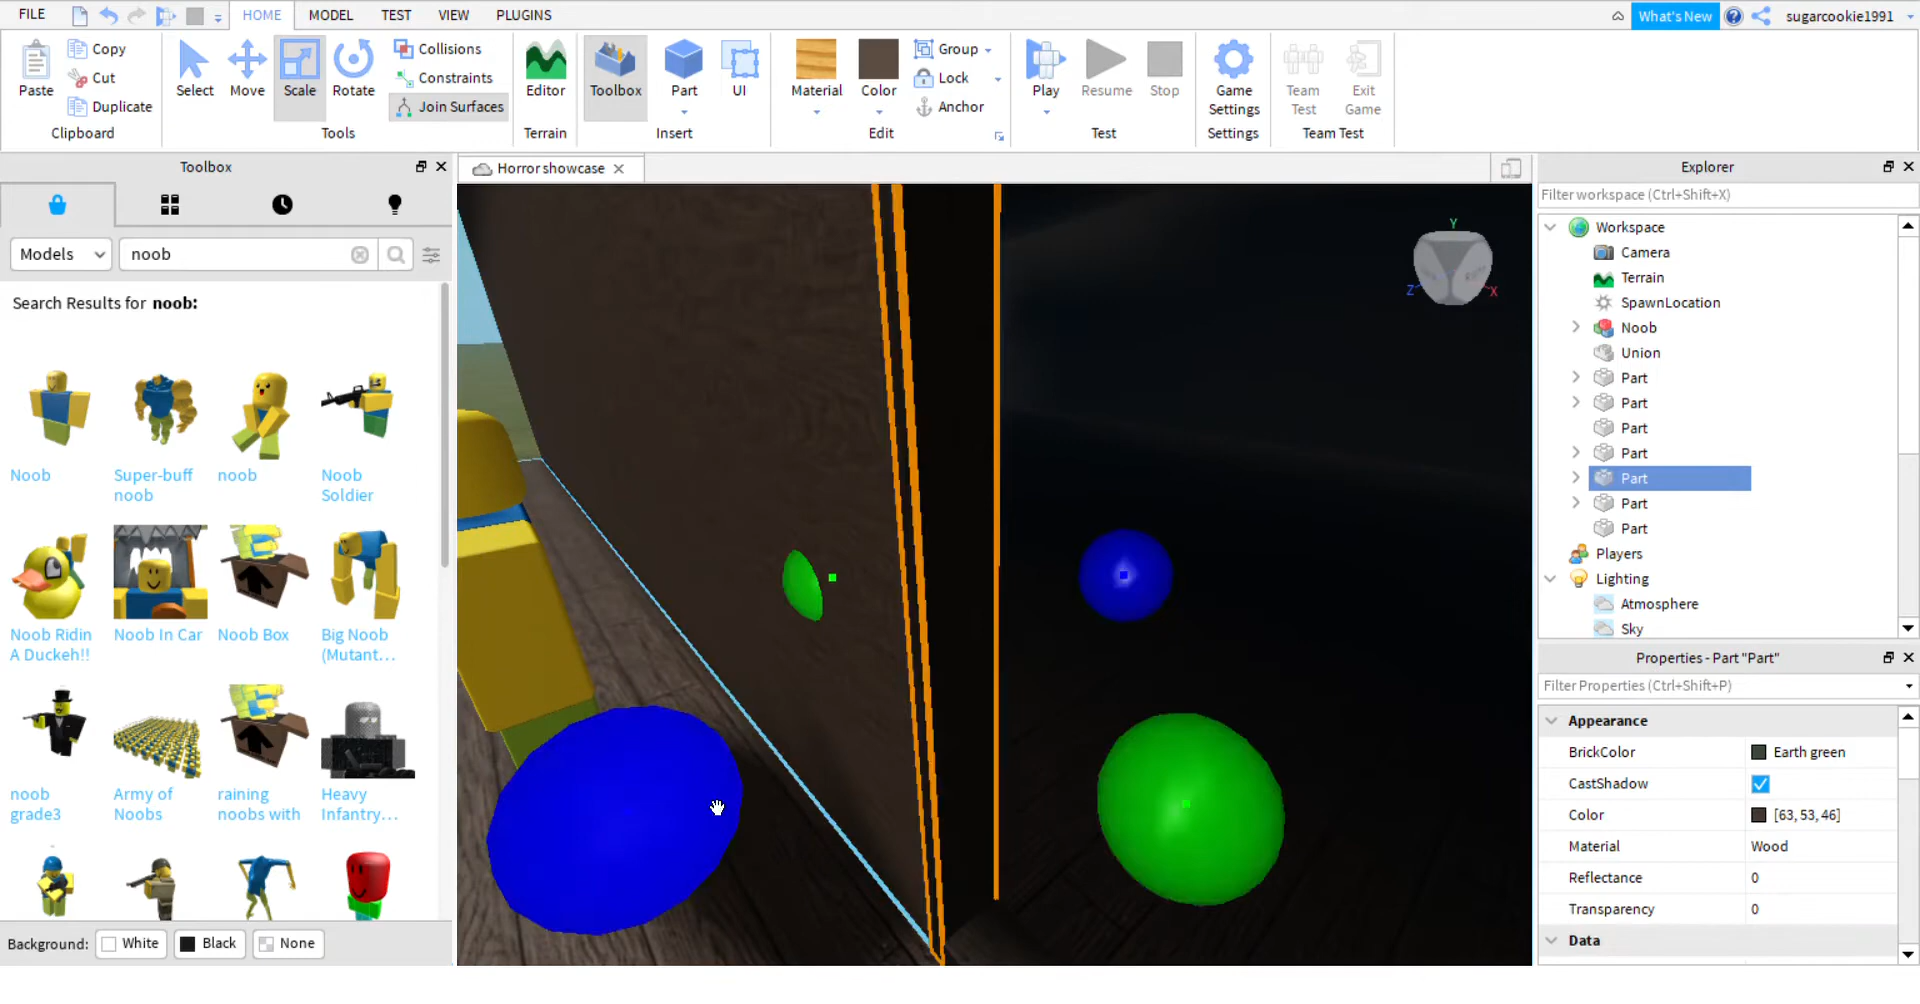 FILE HOME MODEL TEST VIEW PLUGINS What's New ? sugarcookie1991
Paste Copy Cut Duplicate
Clipboard
Select Move Scale Rotate
Collisions
Constraints
Join Surfaces
Tools
Editor
Terrain
Toolbox Part UI
Insert
Material Color
Group
Lock
Anchor
Edit
Play Resume Stop
Test
Game Settings
Settings
Team Test
Exit Game
Team Test
Toolbox
Models noob
Search Results for noob:
Noob
Super-buff noob
noob
Noob Soldier
Noob Ridin A Duckeh!!
Noob In Car
Noob Box
Big Noob (Mutant...
noob grade3
Army of Noobs
raining noobs with
Heavy Infantry...
Background: White Black None
Horror showcase
Y
Z
X
Explorer
Filter workspace (Ctrl+Shift+X)
Workspace
Camera
Terrain
SpawnLocation
Noob
Union
Part
Part
Part
Part
Part
Part
Part
Players
Lighting
Atmosphere
Sky
Properties - Part "Part"
Filter Properties (Ctrl+Shift+P)
Appearance
BrickColor Earth green
CastShadow
Color [63, 53, 46]
Material Wood
Reflectance 0
Transparency 0
Data